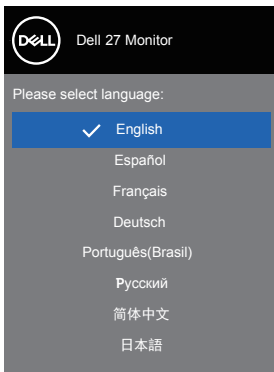 DELL
Dell 27 Monitor
Please select language:
English
Español
Français
Deutsch
Português(Brasil)
Русский
简体中文
日本語